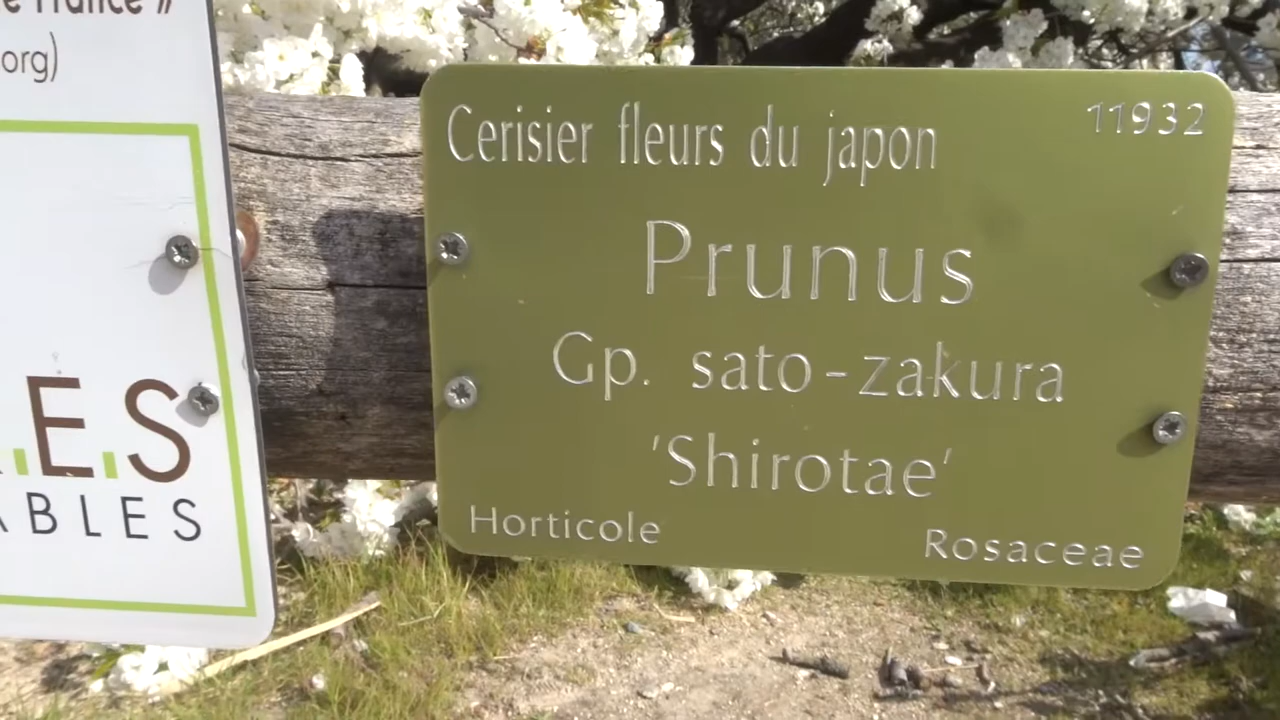 France »
org)
E.S
ABLES
Cerisier fleurs du japon
11932
Prunus
Gp. sato-zakura
'Shirotae'
Horticole
Rosaceae